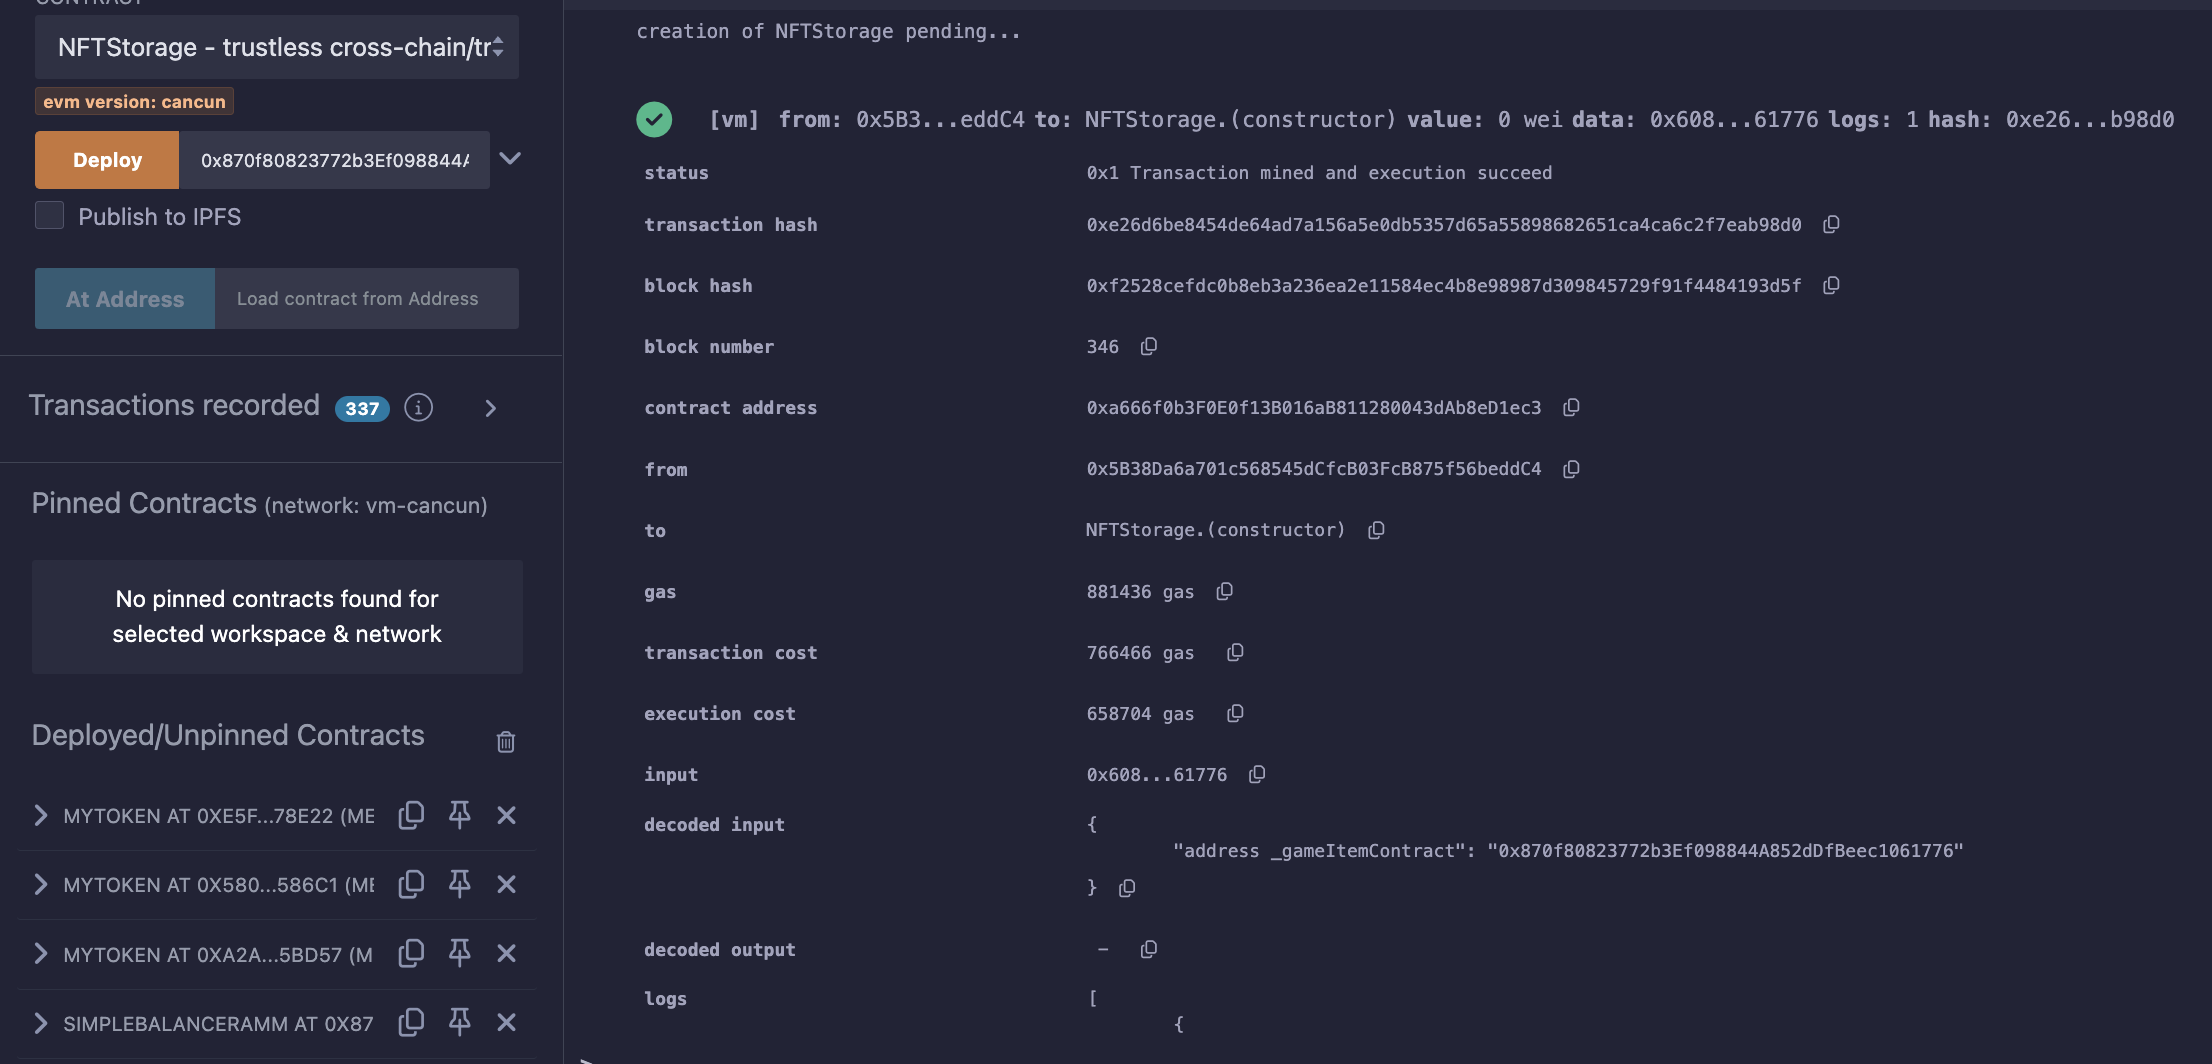 NFTStorage - trustless cross-chain/tr
evm version: cancun
Deploy
0x870f80823772b3Ef098844A
Publish to IPFS
At Address
Load contract from Address
Transactions recorded 337
Pinned Contracts (network: vm-cancun)
No pinned contracts found for
selected workspace & network
Deployed/Unpinned Contracts
MYTOKEN AT 0XE5F...78E22 (ME
MYTOKEN AT 0X580...586C1 (ME
MYTOKEN AT 0XA2A...5BD57 (M
SIMPLEBALANCERAMM AT 0X87
creation of NFTStorage pending...
[vm] from: 0x5B3...eddC4 to: NFTStorage.(constructor) value: 0 wei data: 0x608...61776 logs: 1 hash: 0xe26...b98d0
status 0x1 Transaction mined and execution succeed
transaction hash 0xe26d6be8454de64ad7a156a5e0db5357d65a55898682651ca4ca6c2f7eab98d0
block hash 0xf2528cefdc0b8eb3a236ea2e11584ec4b8e98987d309845729f91f4484193d5f
block number 346
contract address 0xa666f0b3F0E0f13B016aB811280043dAb8eD1ec3
from 0x5B38Da6a701c568545dCfcB03FcB875f56beddC4
to NFTStorage.(constructor)
gas 881436 gas
transaction cost 766466 gas
execution cost 658704 gas
input 0x608...61776
decoded input {
"address _gameItemContract": "0x870f80823772b3Ef098844A852dDfBeec1061776"
}
decoded output -
logs [
{